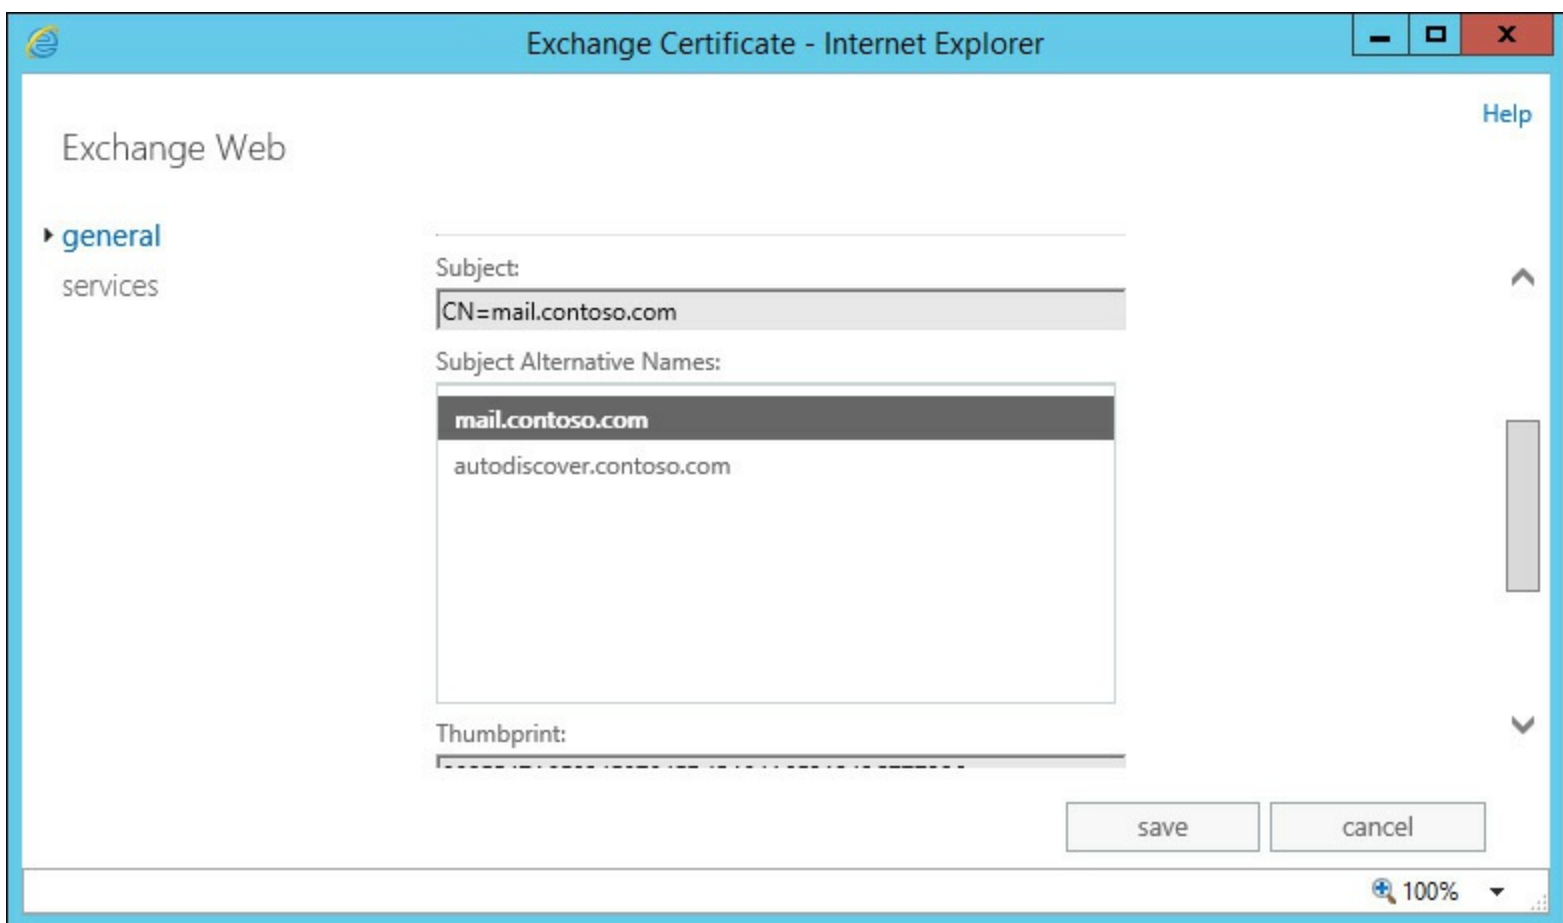 Exchange Certificate - Internet Explorer
Help
Exchange Web
general
services
Subject:
CN=mail.contoso.com
Subject Alternative Names:
mail.contoso.com
autodiscover.contoso.com
Thumbprint:
save
cancel
100%